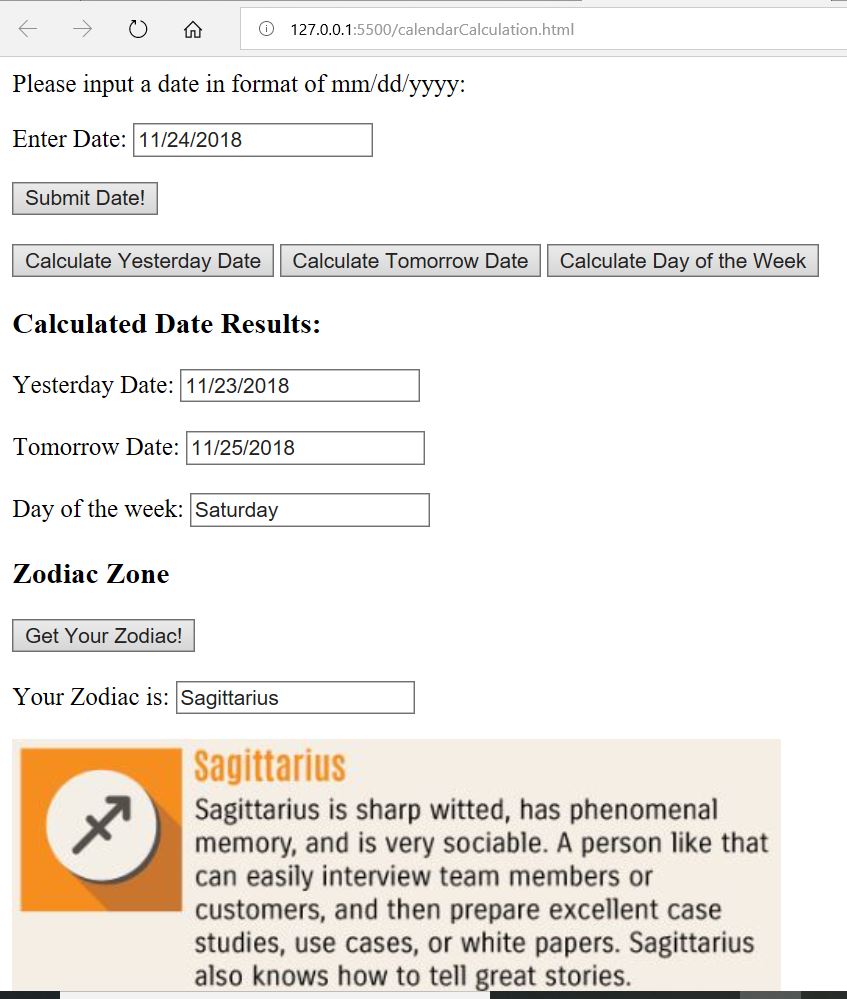 127.0.0.1:5500/calendarCalculation.html
Please input a date in format of mm/dd/yyyy:
Enter Date: 11/24/2018
Submit Date!
Calculate Yesterday Date Calculate Tomorrow Date Calculate Day of the Week
Calculated Date Results:
Yesterday Date: 11/23/2018
Tomorrow Date: 11/25/2018
Day of the week: Saturday
Zodiac Zone
Get Your Zodiac!
Your Zodiac is: Sagittarius
Sagittarius
Sagittarius is sharp witted, has phenomenal
memory, and is very sociable. A person like that
can easily interview team members or
customers, and then prepare excellent case
studies, use cases, or white papers. Sagittarius
also knows how to tell great stories.